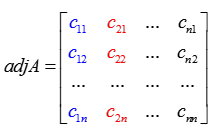 c11 c21 ... cn1
c12 c22 ... cn2
adjA =
... ... ... ...
c1n c2n ... cnn